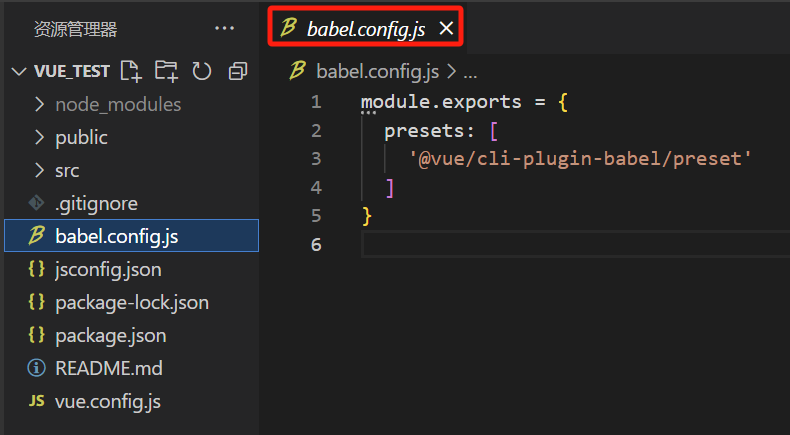 资源管理器 ...
VUE_TEST
node_modules
public
src
.gitignore
babel.config.js
jsconfig.json
package-lock.json
package.json
README.md
vue.config.js
babel.config.js
babel.config.js > ...
1 module.exports = {
2 presets: [
3 '@vue/cli-plugin-babel/preset'
4 ]
5 }
6